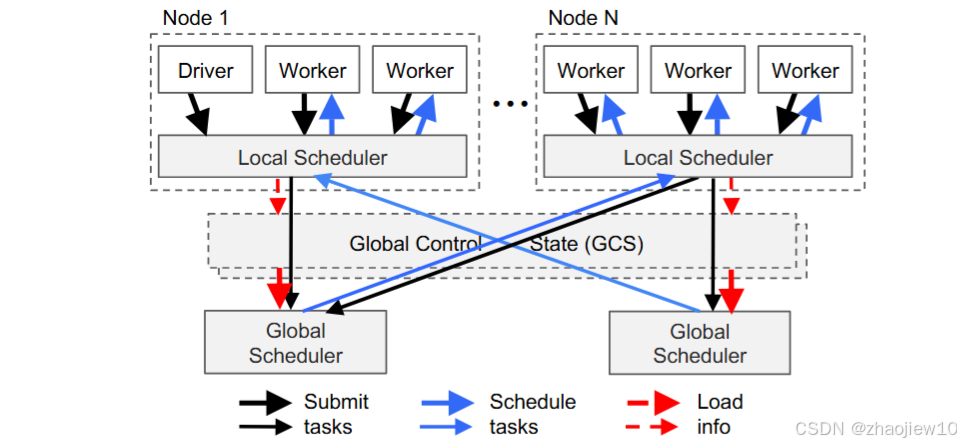 Node 1
Node N
Driver
Worker
Worker
...
Worker
Worker
Worker
Local Scheduler
Local Scheduler
Global Control State (GCS)
Global
Scheduler
Global
Scheduler
Submit
tasks
Schedule
tasks
Load
info
CSDN @zhaojiew10